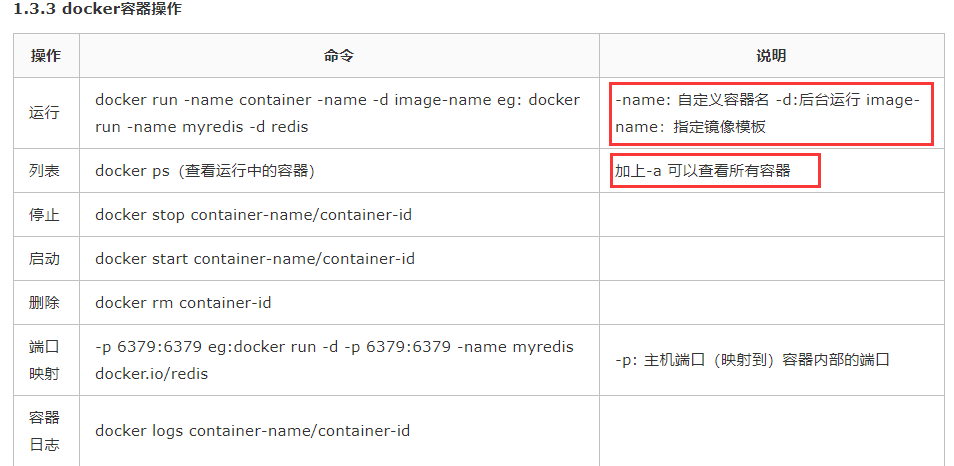 1.3.3 docker容器操作
操作 命令 说明
运行 docker run -name container -name -d image-name eg: docker
run -name myredis -d redis
-name: 自定义容器名 -d:后台运行 image-
name：指定镜像模板
列表 docker ps（查看运行中的容器） 加上-a 可以查看所有容器
停止 docker stop container-name/container-id
启动 docker start container-name/container-id
删除 docker rm container-id
端口
映射
-p 6379:6379 eg:docker run -d -p 6379:6379 -name myredis
docker.io/redis
-p: 主机端口（映射到）容器内部的端口
容器
日志
docker logs container-name/container-id